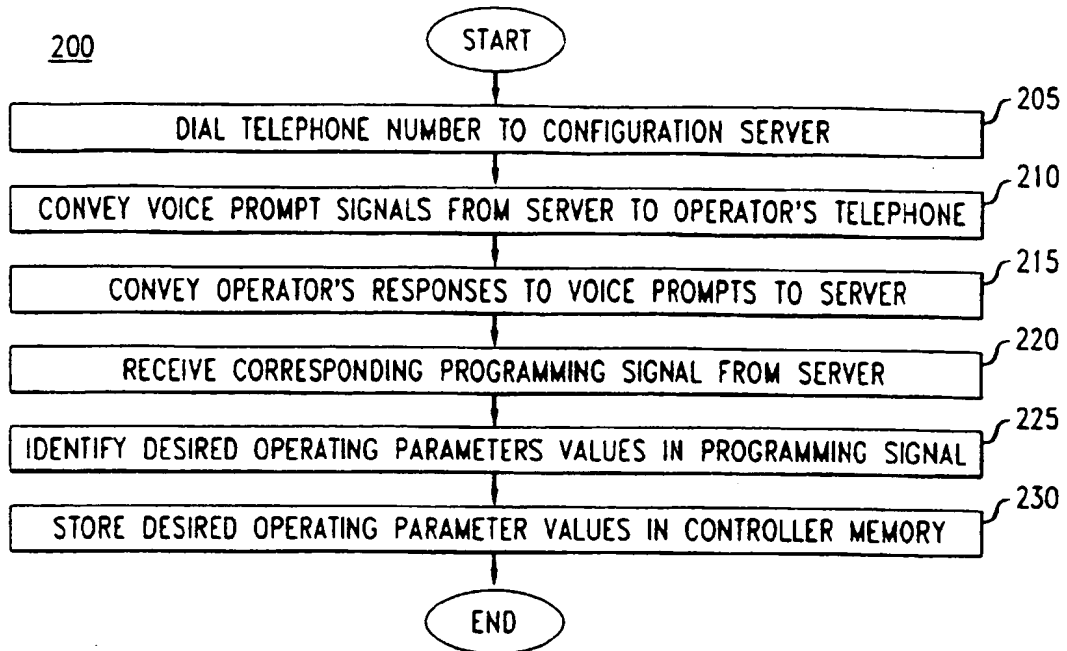 200
START
205
DIAL TELEPHONE NUMBER TO CONFIGURATION SERVER
210
CONVEY VOICE PROMPT SIGNALS FROM SERVER TO OPERATOR'S TELEPHONE
215
CONVEY OPERATOR'S RESPONSES TO VOICE PROMPTS TO SERVER
220
RECEIVE CORRESPONDING PROGRAMMING SIGNAL FROM SERVER
225
IDENTIFY DESIRED OPERATING PARAMETERS VALUES IN PROGRAMMING SIGNAL
230
STORE DESIRED OPERATING PARAMETER VALUES IN CONTROLLER MEMORY
END